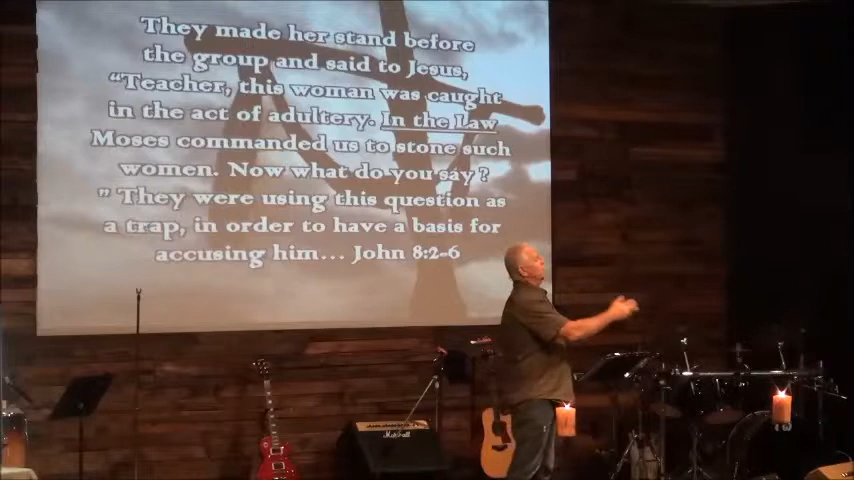 They made her stand before
the group and said to Jesus,
“Teacher, this woman was caught
in the act of adultery. In the Law
Moses commanded us to stone such
women. Now what do you say?
” They were using this question as
a trap, in order to have a basis for
accusing him... John 8:2-6
Marshall